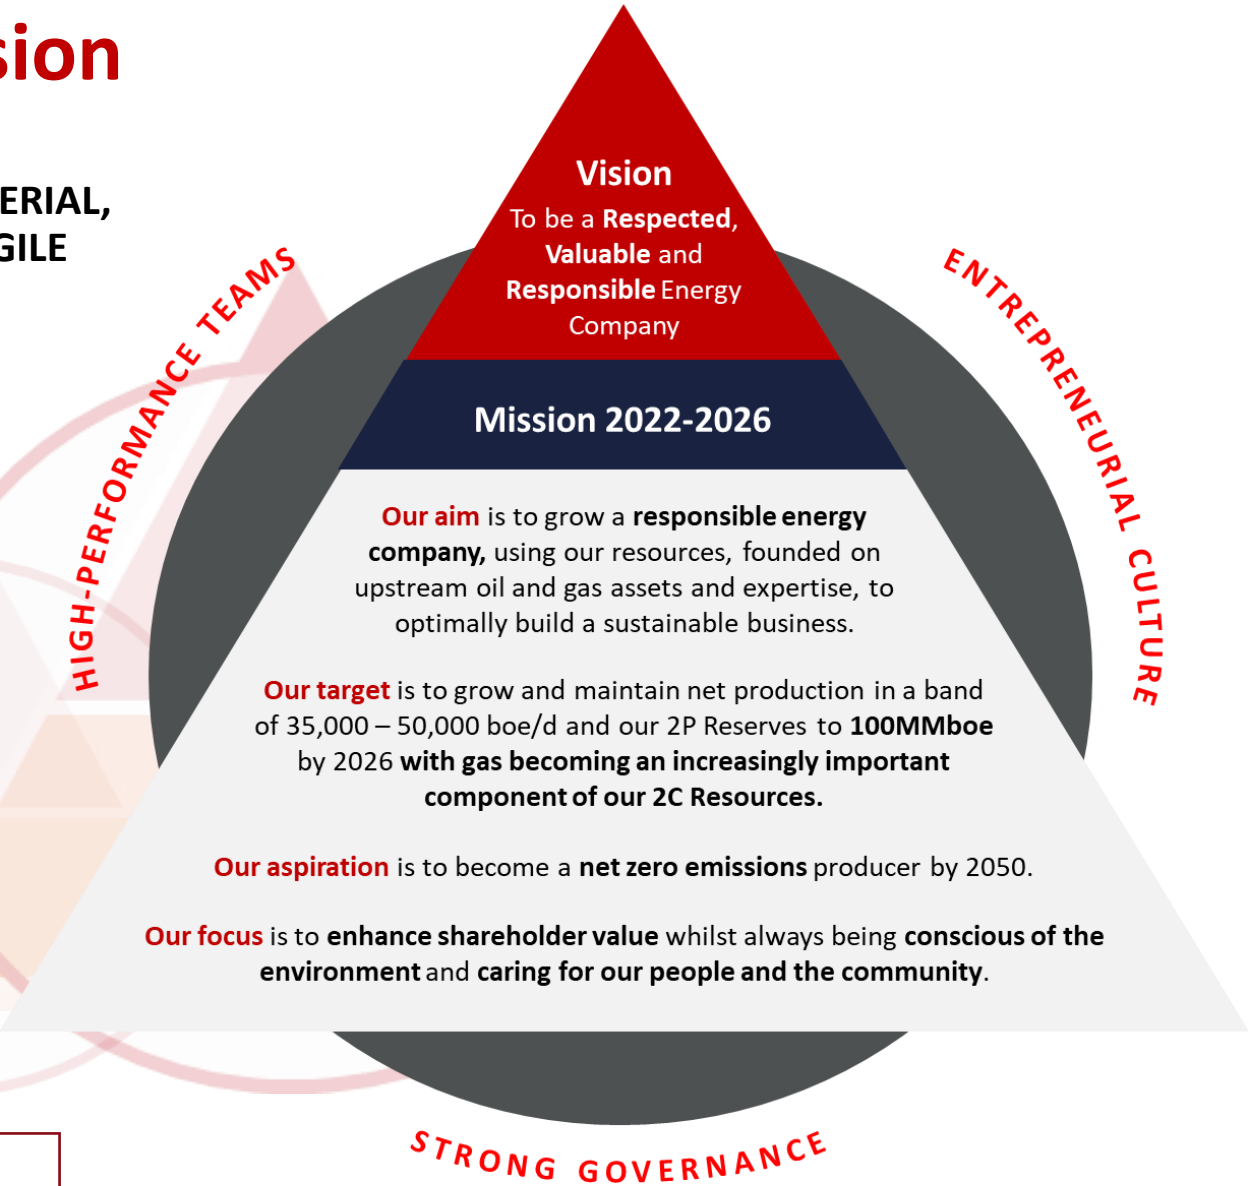 sion
ERIAL,
GILE
HIGH-PERFORMANCE TEAMS
ENTREPRENEURIAL CULTURE
Vision
To be a Respected,
Valuable and
Responsible Energy
Company
Mission 2022-2026
Our aim is to grow a responsible energy
company, using our resources, founded on
upstream oil and gas assets and expertise, to
optimally build a sustainable business.
Our target is to grow and maintain net production in a band
of 35,000 – 50,000 boe/d and our 2P Reserves to 100MMboe
by 2026 with gas becoming an increasingly important
component of our 2C Resources.
Our aspiration is to become a net zero emissions producer by 2050.
Our focus is to enhance shareholder value whilst always being conscious of the
environment and caring for our people and the community.
STRONG GOVERNANCE